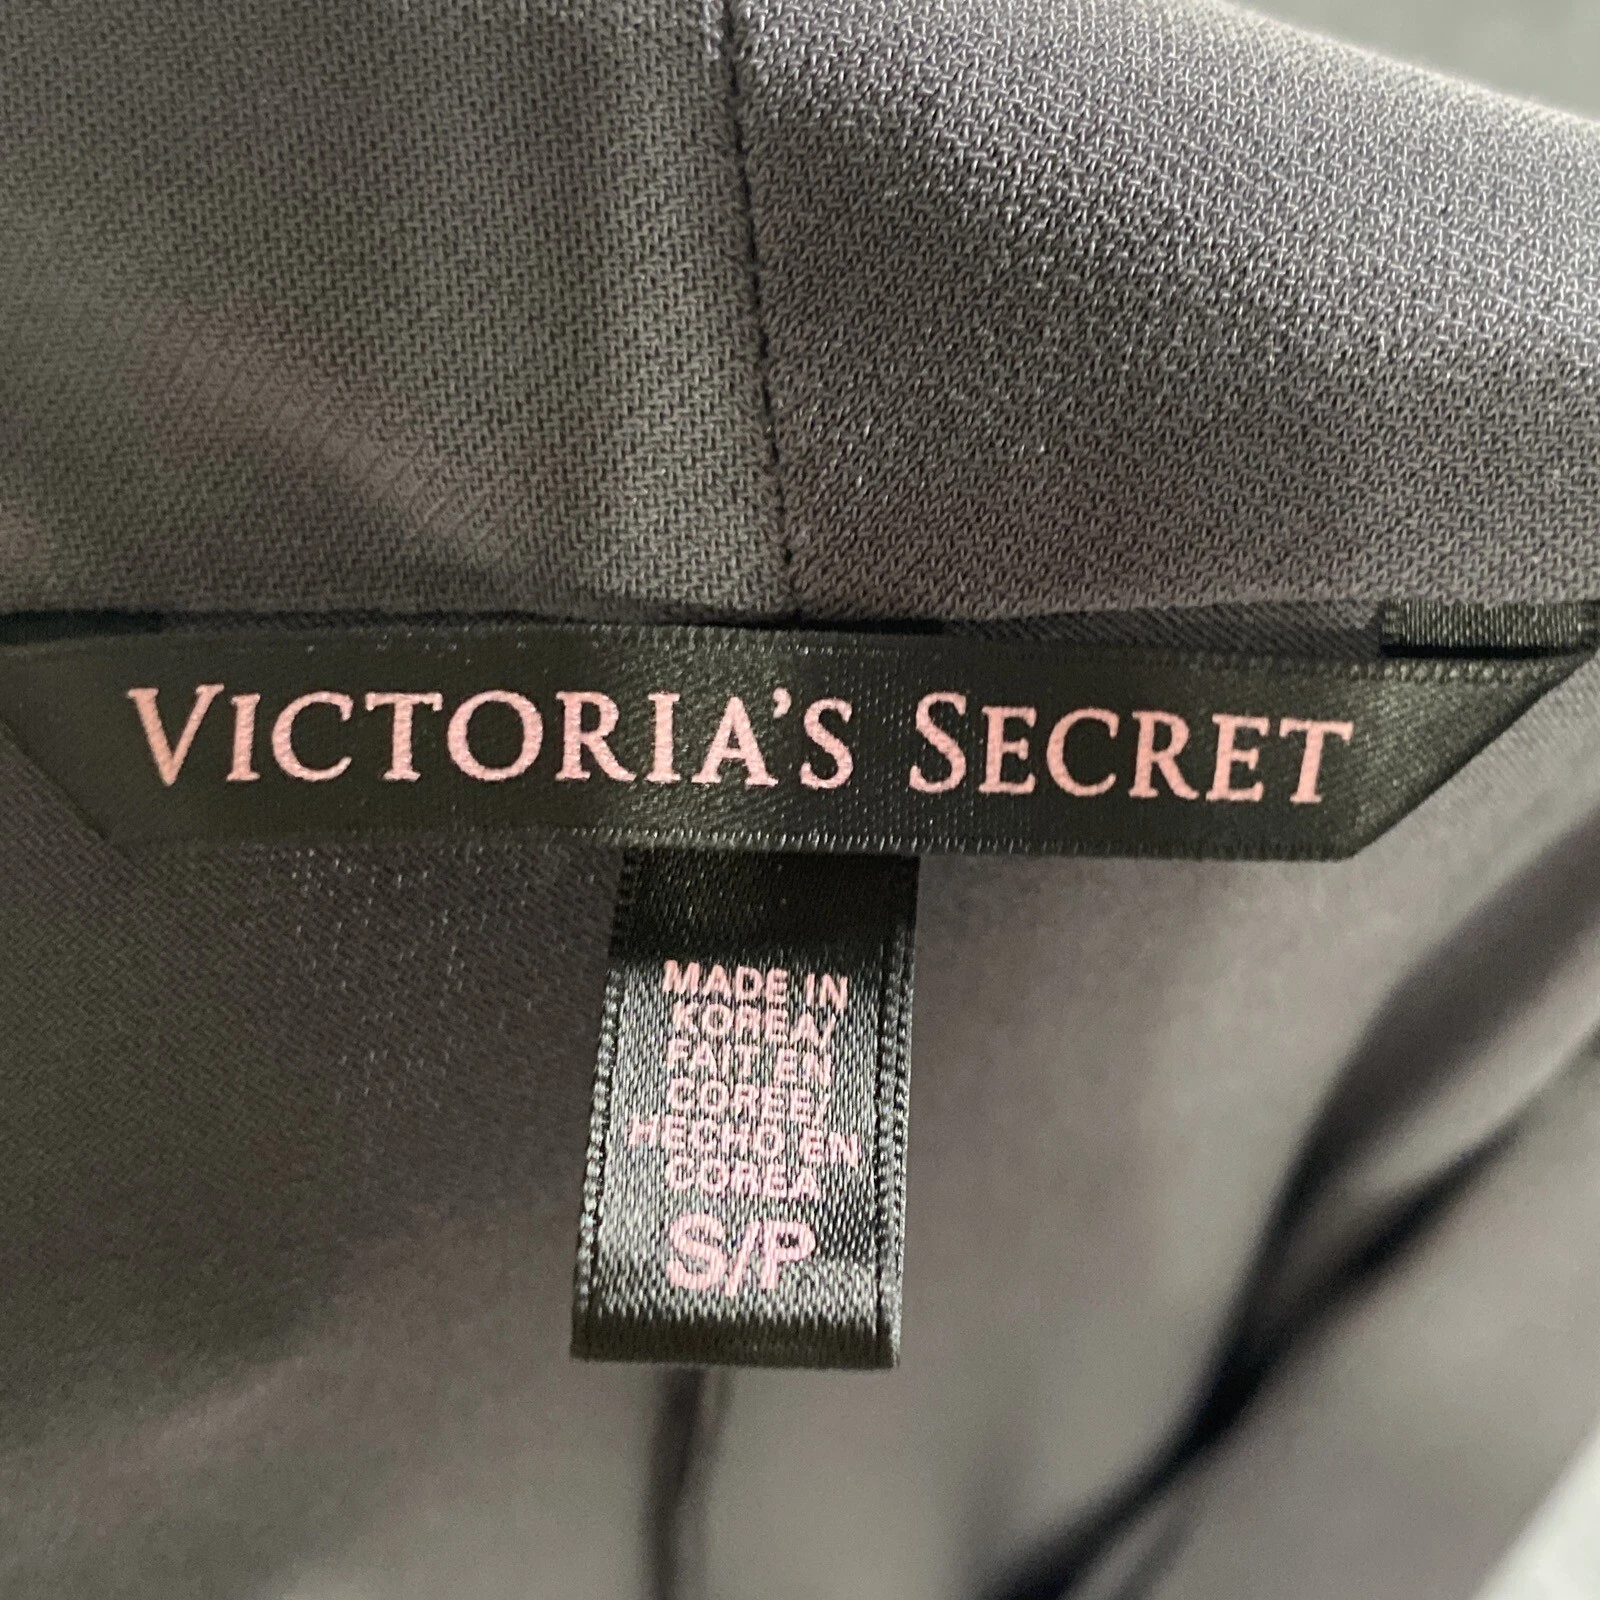 VICTORIA'S SECRET
MADE IN
KOREA/
FAIT EN
COREE/
HECHO EN
COREA
S/P